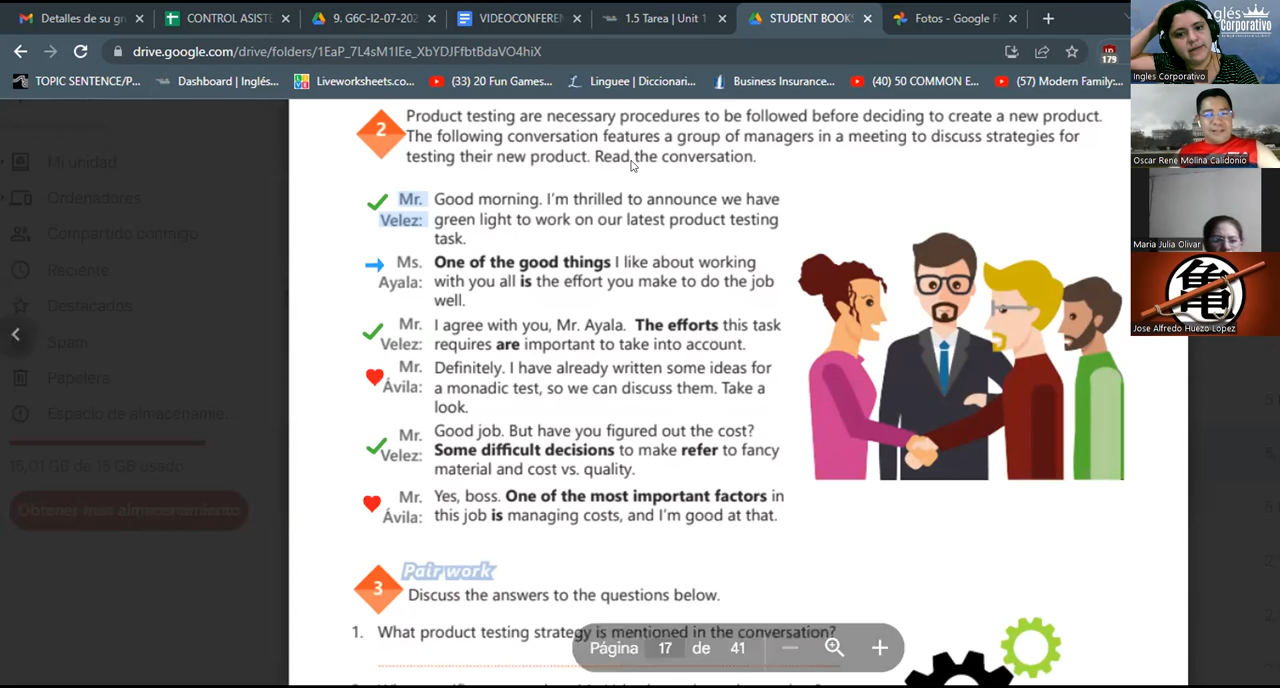 Detalles de su gr
CONTROL ASISTE
9. G6C-I2-07-202
VIDEOCONFEREN
1.5 Tarea | Unit 1
STUDENT BOOK
Fotos - Google F
drive.google.com/drive/folders/1EaP_7L4sM1IEe_XbYDJFfbtBdaVO4hiX
179
TOPIC SENTENCE/P...
Dashboard | Inglés...
Liveworksheets.co...
(33) 20 Fun Games...
Linguee | Diccionari...
Business Insurance...
(40) 50 COMMON E...
(57) Modern Family:...
Mi unidad
Ordenadores
Compartido conmigo
Reciente
Destacados
Spam
Papelera
Espacio de almacenamie...
15,01 GB de 15 GB usado
Obtener más almacenamiento
2
Product testing are necessary procedures to be followed before deciding to create a new product.
The following conversation features a group of managers in a meeting to discuss strategies for
testing their new product. Read the conversation.
Mr. Good morning. I'm thrilled to announce we have
Velez: green light to work on our latest product testing
task.
Ms. One of the good things I like about working
Ayala: with you all is the effort you make to do the job
well.
Mr. I agree with you, Mr. Ayala. The efforts this task
Velez: requires are important to take into account.
Mr. Definitely. I have already written some ideas for
Ávila: a monadic test, so we can discuss them. Take a
look.
Mr. Good job. But have you figured out the cost?
Velez: Some difficult decisions to make refer to fancy
material and cost vs. quality.
Mr. Yes, boss. One of the most important factors in
Ávila: this job is managing costs, and I'm good at that.
3
Pair work
Discuss the answers to the questions below.
1. What product testing strategy is mentioned in the conversation?
Página 17 de 41
Corporativo
Ingles Corporativo
Oscar Rene Molina Calidonio
Maria Julia Olivar
Jose Alfredo Huezo Lopez
亀